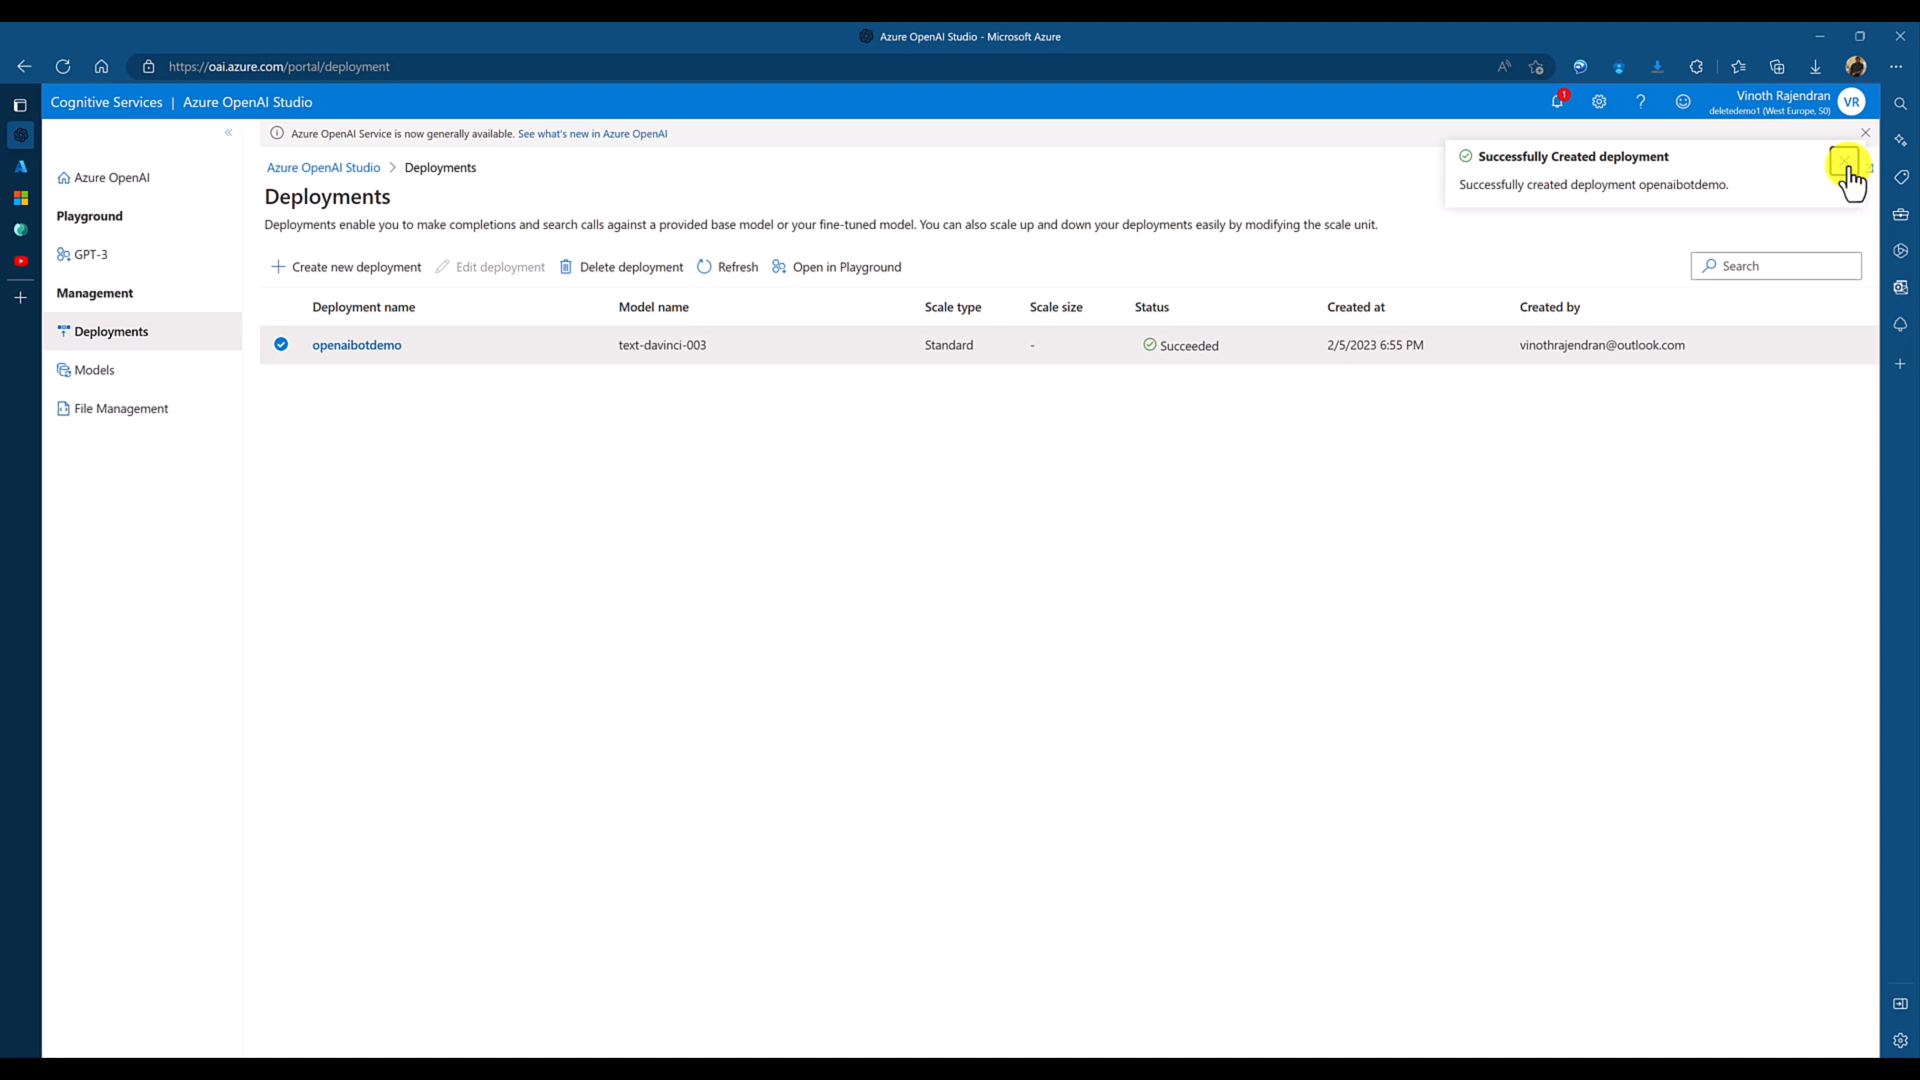 Azure OpenAI Studio - Microsoft Azure
https://oai.azure.com/portal/deployment
Cognitive Services | Azure OpenAI Studio
1
Vinoth Rajendran
deletedemo1 (West Europe, S0)
VR
Azure OpenAI Service is now generally available. See what's new in Azure OpenAI
Azure OpenAI
Playground
GPT-3
Management
Deployments
Models
File Management
Azure OpenAI Studio > Deployments
Deployments
Deployments enable you to make completions and search calls against a provided base model or your fine-tuned model. You can also scale up and down your deployments easily by modifying the scale unit.
Successfully Created deployment
Successfully created deployment openaibotdemo.
Create new deployment Edit deployment Delete deployment Refresh Open in Playground
Search
Deployment name Model name Scale type Scale size Status Created at Created by
openaibotdemo text-davinci-003 Standard - Succeeded 2/5/2023 6:55 PM vinothrajendran@outlook.com